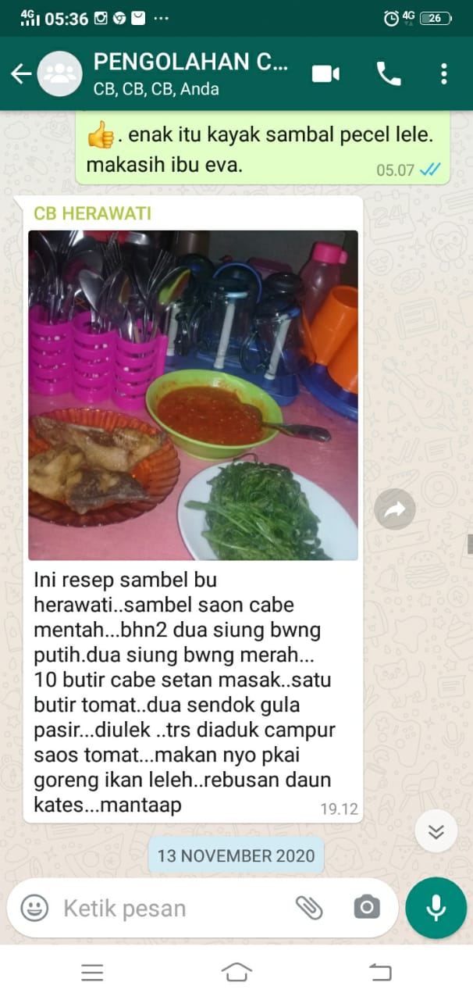 4G 05:36 ... 4G 26
PENGOLAHAN C...
CB, CB, CB, Anda
👍. enak itu kayak sambal pecel lele.
makasih ibu eva.
05.07
CB HERAWATI
Ini resep sambel bu
herawati..sambel saon cabe
mentah...bhn2 dua siung bwng
putih.dua siung bwng merah...
10 butir cabe setan masak..satu
butir tomat..dua sendok gula
pasir...diulek ..trs diaduk campur
saos tomat...makan nyo pkai
goreng ikan leleh..rebusan daun
kates...mantaap
19.12
13 NOVEMBER 2020
Ketik pesan